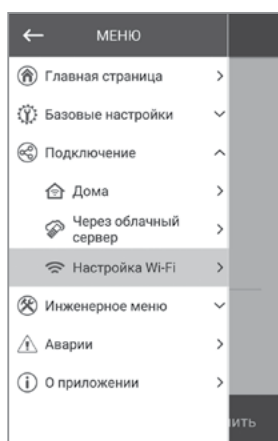 МЕНЮ
Главная страница
Базовые настройки
Подключение
Дома
Через облачный
сервер
Настройка Wi-Fi
Инженерное меню
Аварии
О приложении